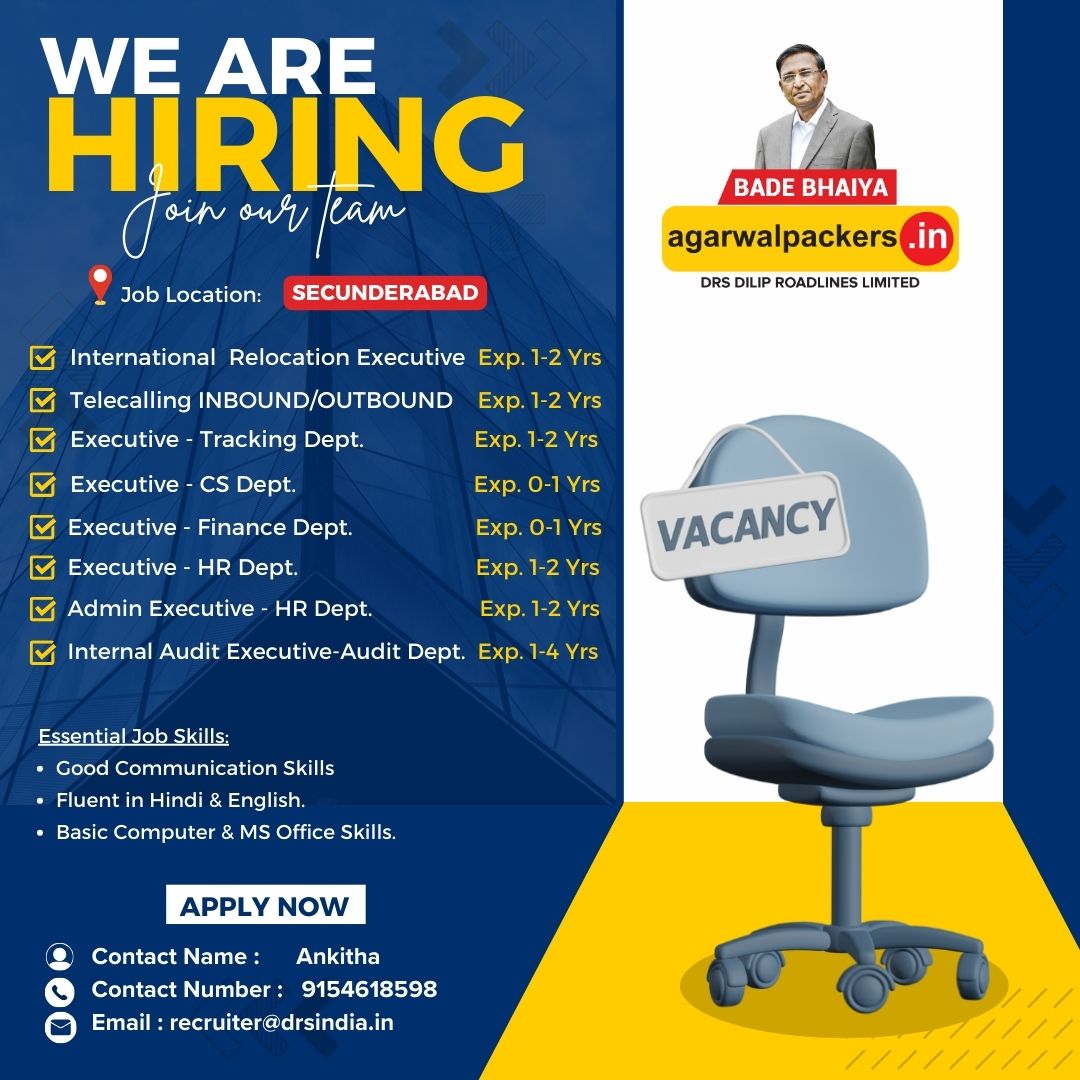 WE ARE
HIRING
Join our team
Job Location: SECUNDERABAD
International Relocation Executive Exp. 1-2 Yrs
Telecalling INBOUND/OUTBOUND Exp. 1-2 Yrs
Executive - Tracking Dept. Exp. 1-2 Yrs
Executive - CS Dept. Exp. 0-1 Yrs
Executive - Finance Dept. Exp. 0-1 Yrs
Executive - HR Dept. Exp. 1-2 Yrs
Admin Executive - HR Dept. Exp. 1-2 Yrs
Internal Audit Executive-Audit Dept. Exp. 1-4 Yrs
Essential Job Skills:
• Good Communication Skills
• Fluent in Hindi & English.
• Basic Computer & MS Office Skills.
APPLY NOW
Contact Name : Ankitha
Contact Number : 9154618598
Email : recruiter@drsindia.in
BADE BHAIYA
agarwalpackers.in
DRS DILIP ROADLINES LIMITED
VACANCY